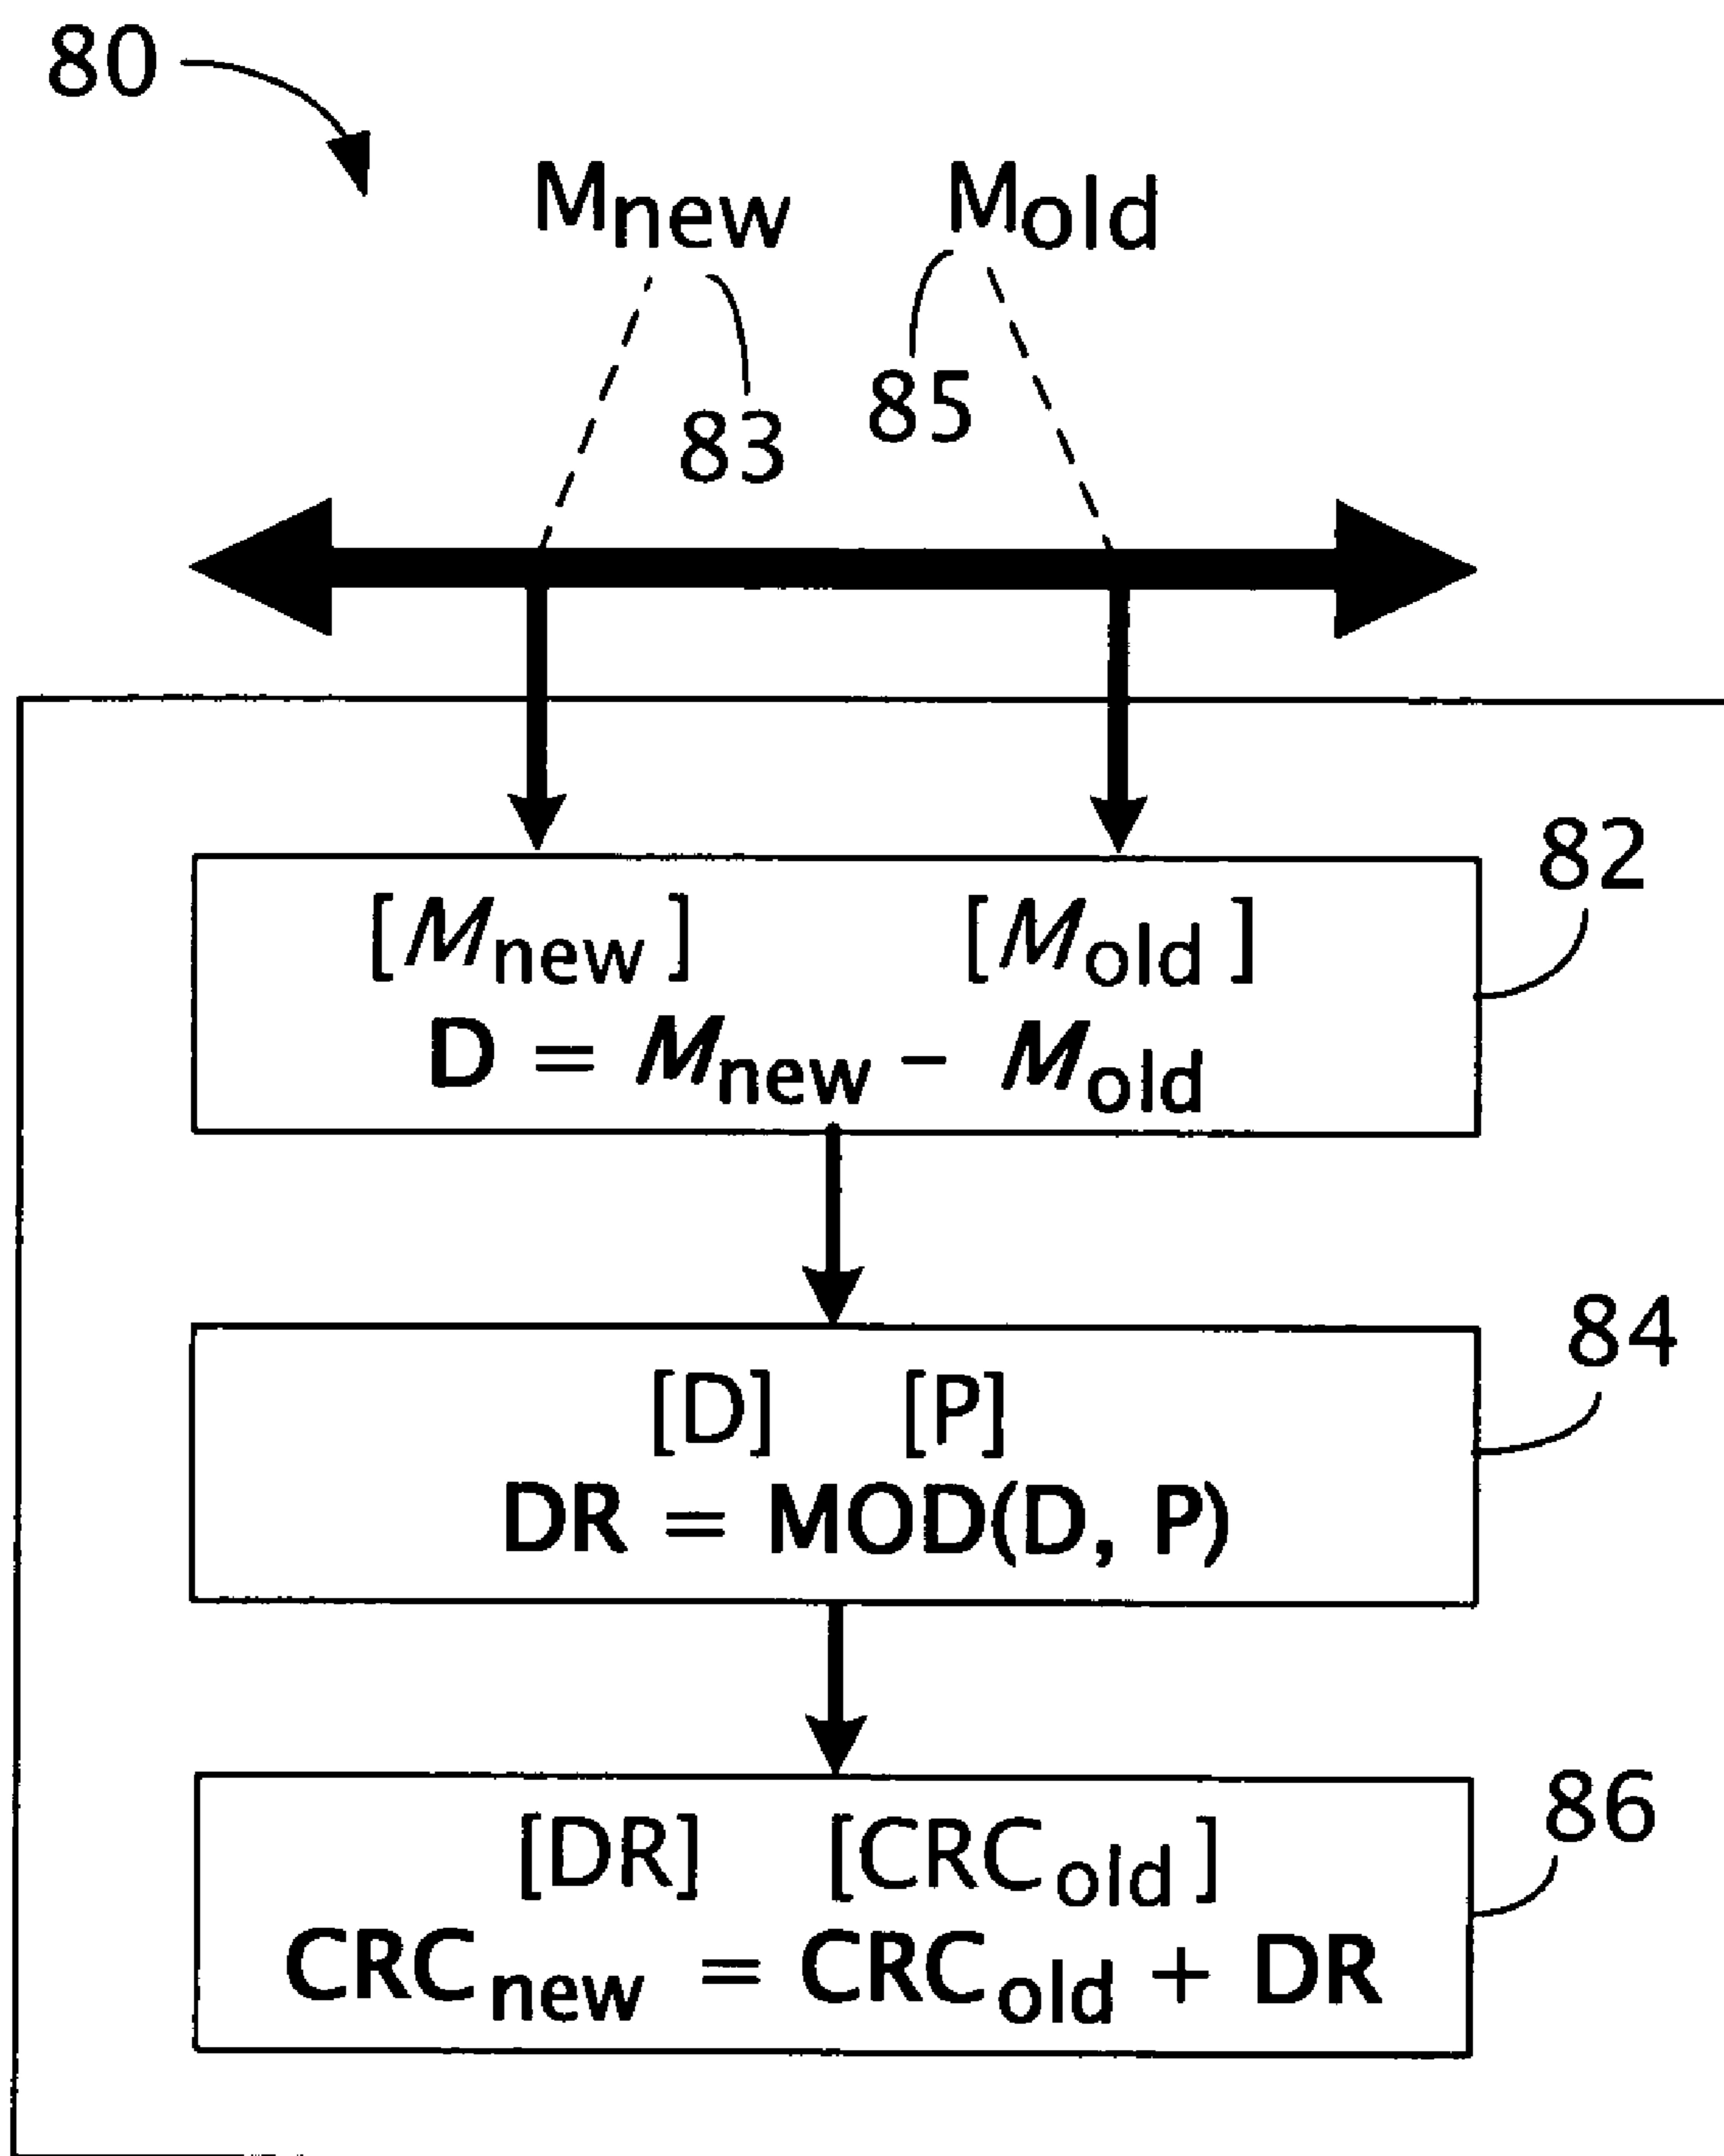 80
Mnew Mold
83 85
[Mnew] [Mold] 82
D = Mnew – Mold
[D] [P] 84
DR = MOD(D, P)
[DR] [CRCold] 86
CRCnew = CRCold + DR